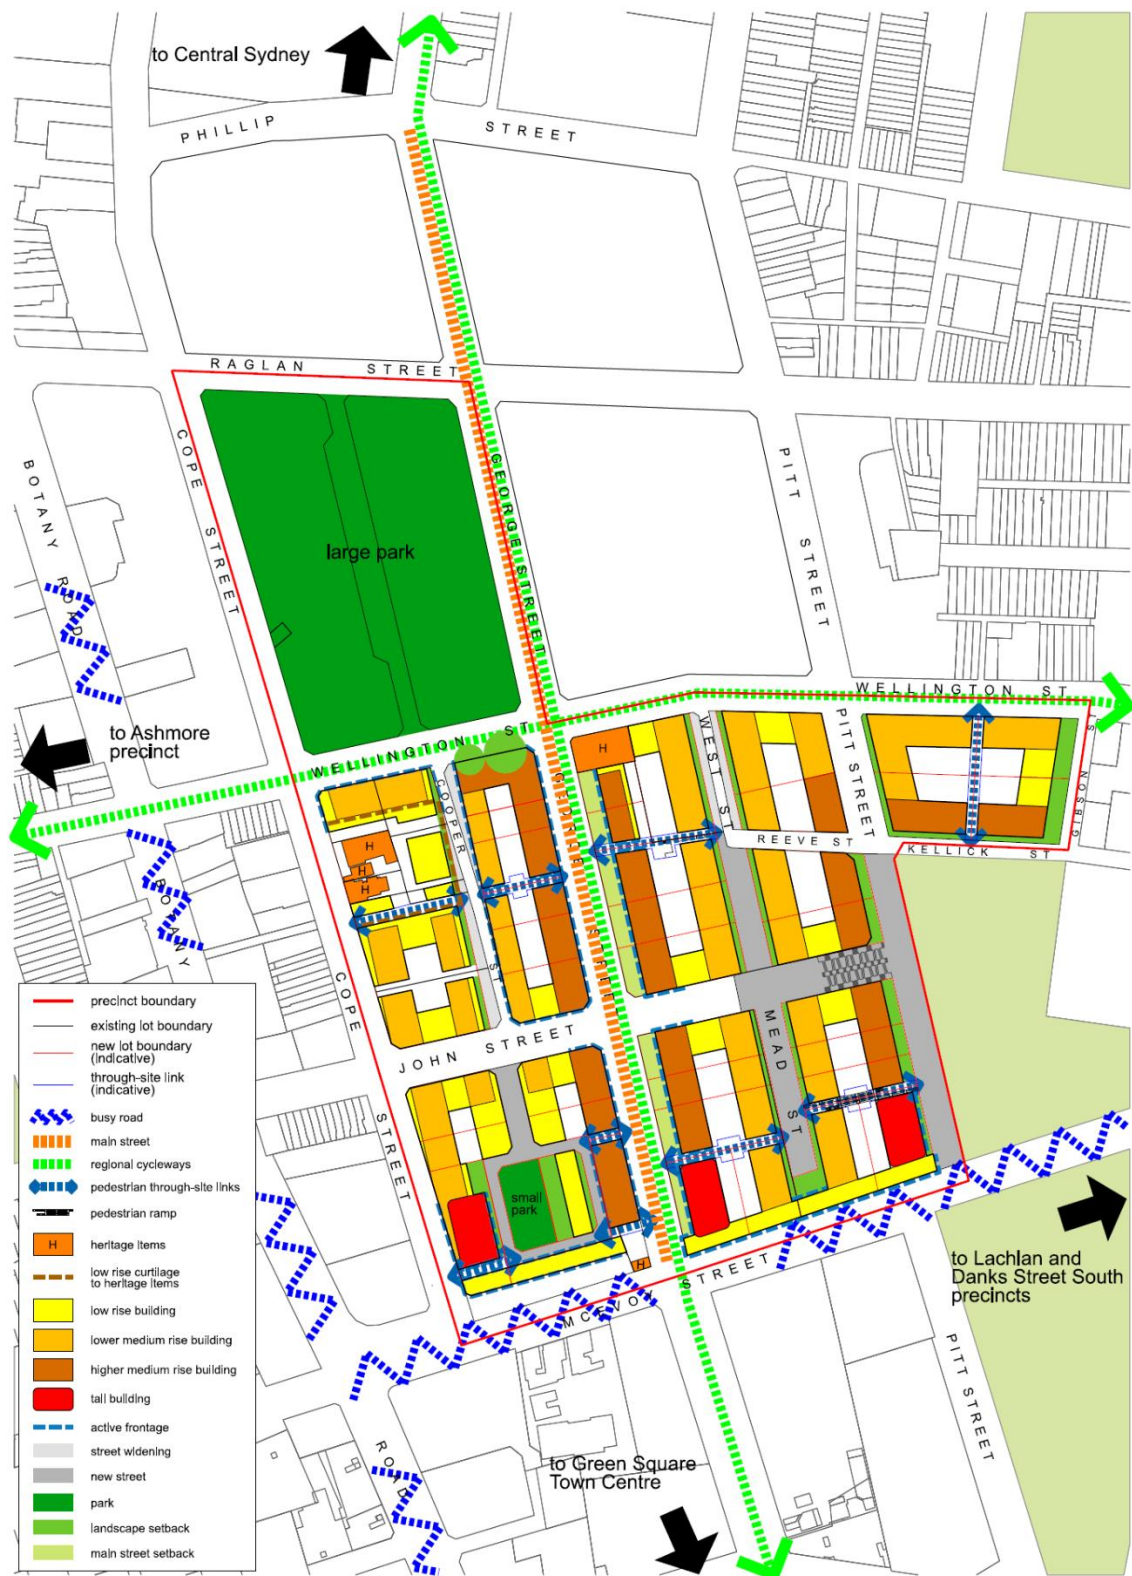 to Central Sydney
PHILLIP
STREET
RAGLAN STREET
COPE STREET
BOTANY ROAD
GEORGE STREET
PITT STREET
large park
WELLINGTON ST
WELLINGTON ST
to Ashmore
precinct
H
WEST ST
PITT STREET
GIBSON ST
COOPER ST
GEORGE STREET
REEVE ST
KELLICK ST
H
H
H
BOTANY
COPE STREET
JOHN STREET
MEAD ST
small
park
H
MCEVOY STREET
to Lachlan and
Danks Street South
precincts
PITT STREET
ROAD
to Green Square
Town Centre
precinct boundary
existing lot boundary
new lot boundary
(indicative)
through-site link
(indicative)
busy road
main street
regional cycleways
pedestrian through-site links
pedestrian ramp
H
heritage items
low rise curtilage
to heritage items
low rise building
lower medium rise building
higher medium rise building
tall building
active frontage
street widening
new street
park
landscape setback
main street setback